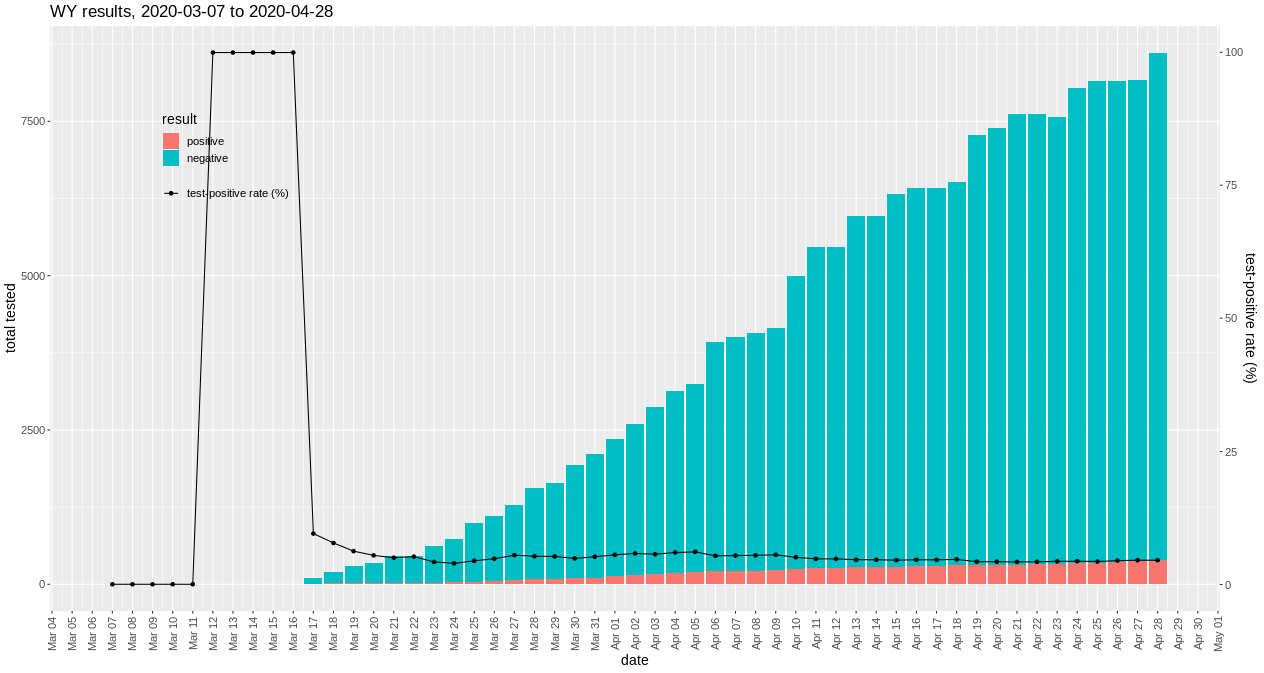 WY results, 2020-03-07 to 2020-04-28
total tested
7500
5000
2500
0
result
positive
negative
test-positive rate (%)
100
75
50
25
0
test-positive rate (%)
Mar 04
Mar 05
Mar 06
Mar 07
Mar 08
Mar 09
Mar 10
Mar 11
Mar 12
Mar 13
Mar 14
Mar 15
Mar 16
Mar 17
Mar 18
Mar 19
Mar 20
Mar 21
Mar 22
Mar 23
Mar 24
Mar 25
Mar 26
Mar 27
Mar 28
Mar 29
Mar 30
Mar 31
Apr 01
Apr 02
Apr 03
Apr 04
Apr 05
Apr 06
Apr 07
Apr 08
Apr 09
Apr 10
Apr 11
Apr 12
Apr 13
Apr 14
Apr 15
Apr 16
Apr 17
Apr 18
Apr 19
Apr 20
Apr 21
Apr 22
Apr 23
Apr 24
Apr 25
Apr 26
Apr 27
Apr 28
Apr 29
Apr 30
May 01
date